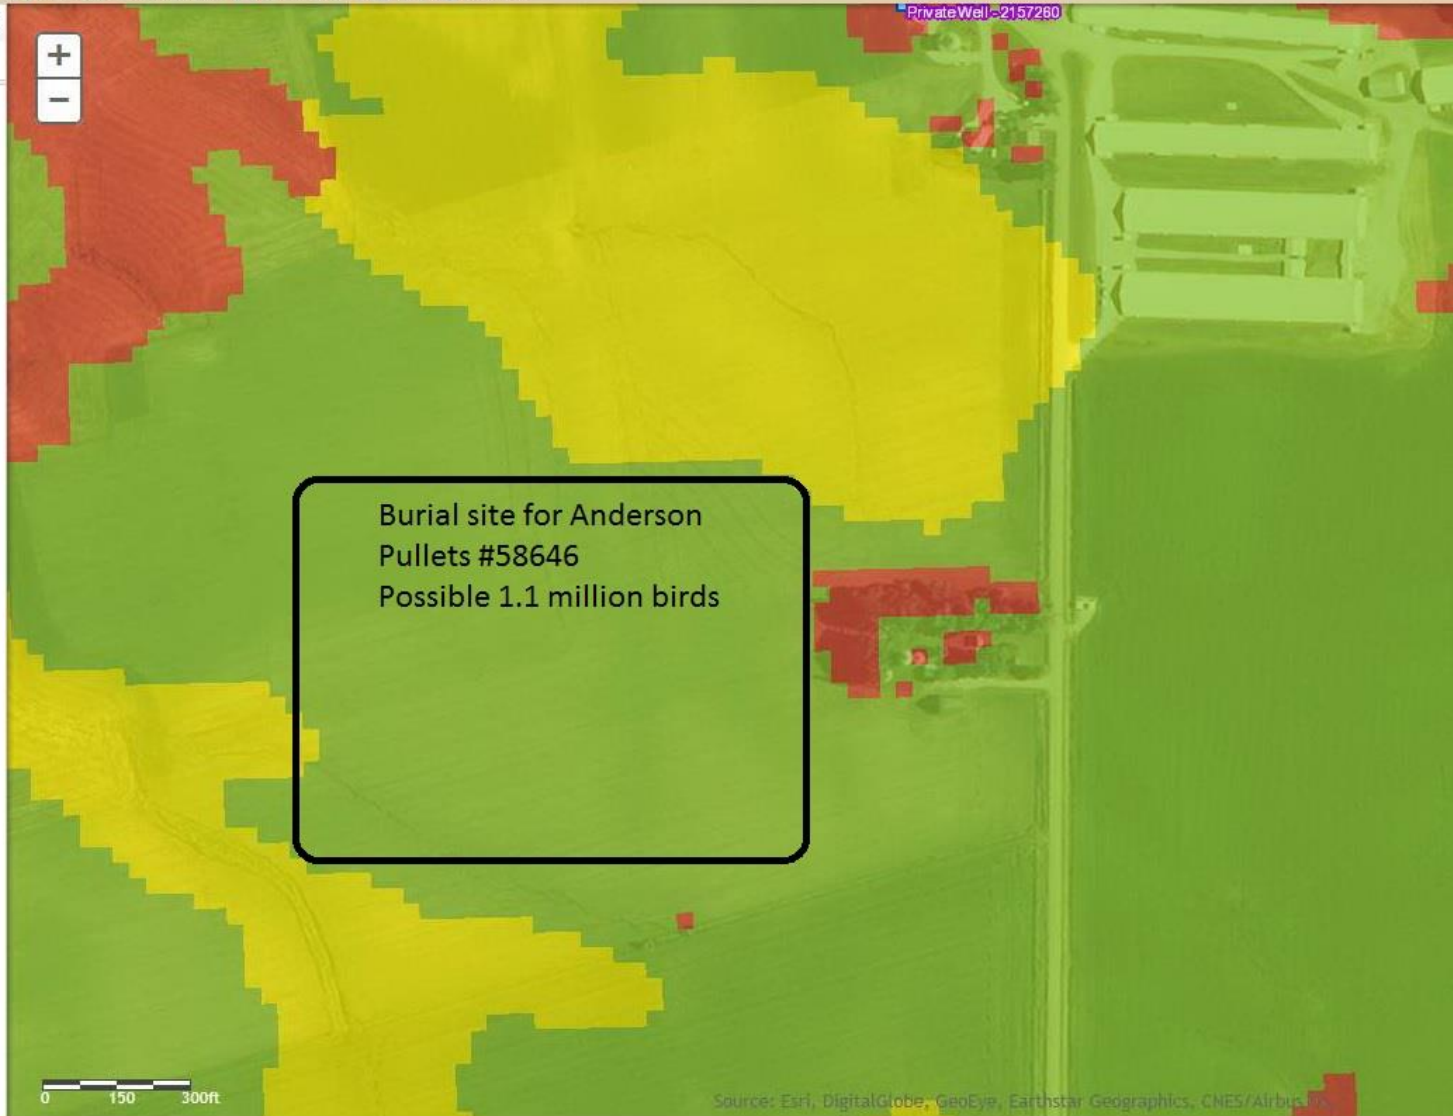 PrivateWell - 2157260
+
−
Burial site for Anderson
Pullets #58646
Possible 1.1 million birds
0 150 300ft
Source: Esri, DigitalGlobe, GeoEye, Earthstar Geographics, CNES/Airbus